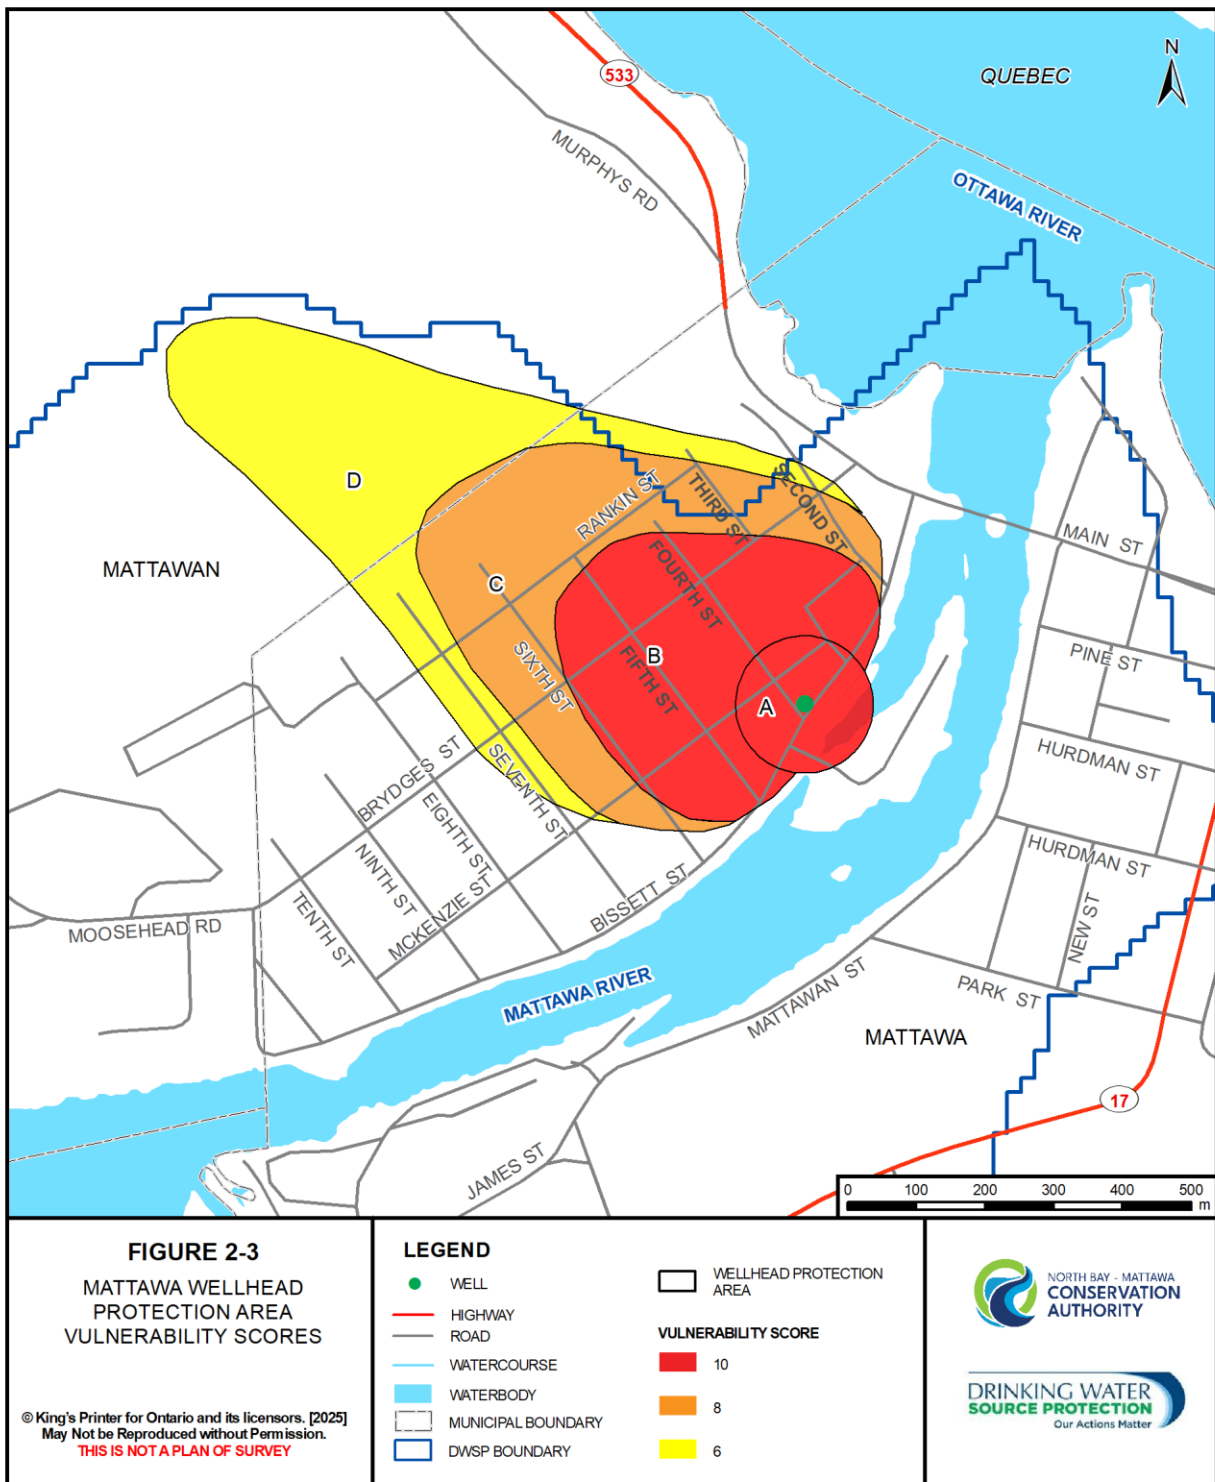 N
QUEBEC
533
MURPHYS RD
OTTAWA RIVER
D
RANKIN ST
THIRD ST
SECOND ST
MAIN ST
MATTAWAN
C
FOURTH ST
B
FIFTH ST
SIXTH ST
PINE ST
A
HURDMAN ST
BRYDGES ST
SEVENTH ST
EIGHTH ST
NINTH ST
HURDMAN ST
TENTH ST
MCKENZIE ST
BISSETT ST
MOOSEHEAD RD
NEW ST
MATTAWA RIVER
MATTAWAN ST
PARK ST
MATTAWA
17
JAMES ST
0 100 200 300 400 500
m
FIGURE 2-3
MATTAWA WELLHEAD
PROTECTION AREA
VULNERABILITY SCORES
© King's Printer for Ontario and its licensors. [2025]
May Not be Reproduced without Permission.
THIS IS NOT A PLAN OF SURVEY
LEGEND
WELL
HIGHWAY
ROAD
WATERCOURSE
WATERBODY
MUNICIPAL BOUNDARY
DWSP BOUNDARY
WELLHEAD PROTECTION
AREA
VULNERABILITY SCORE
10
8
6
NORTH BAY - MATTAWA
CONSERVATION
AUTHORITY
DRINKING WATER
SOURCE PROTECTION
Our Actions Matter